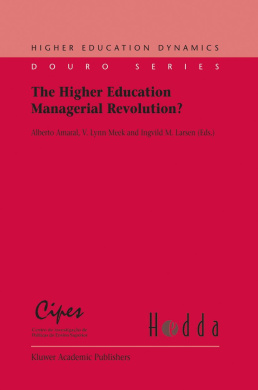 HIGHER EDUCATION DYNAMICS
DOURO SERIES
The Higher Education
Managerial Revolution?
Alberto Amaral, V. Lynn Meek and Ingvild M. Larsen (Eds.)
Cipes
Hedda
Kluwer Academic Publishers